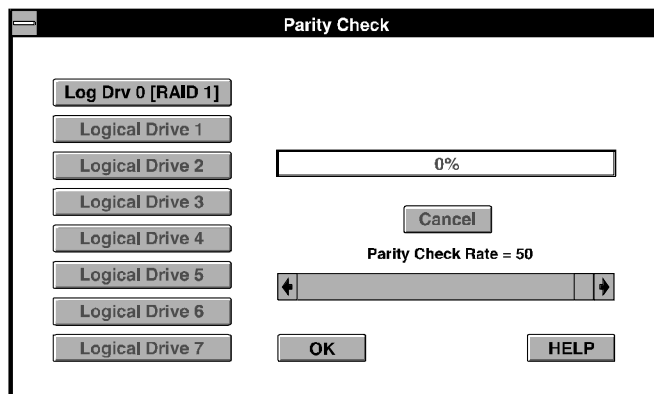 Parity Check
Log Drv 0 [RAID 1]
Logical Drive 1
Logical Drive 2
Logical Drive 3
Logical Drive 4
Logical Drive 5
Logical Drive 6
Logical Drive 7
0%
Cancel
Parity Check Rate = 50
OK
HELP